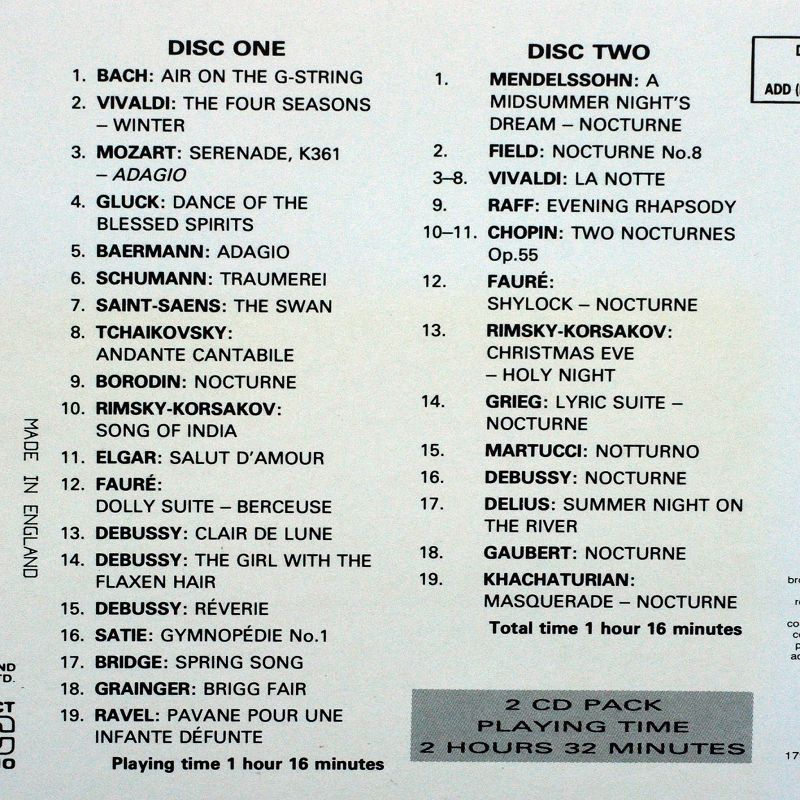 DISC ONE
1. BACH: AIR ON THE G-STRING
2. VIVALDI: THE FOUR SEASONS
– WINTER
3. MOZART: SERENADE, K361
– ADAGIO
4. GLUCK: DANCE OF THE
BLESSED SPIRITS
5. BAERMANN: ADAGIO
6. SCHUMANN: TRAUMEREI
7. SAINT-SAENS: THE SWAN
8. TCHAIKOVSKY:
ANDANTE CANTABILE
9. BORODIN: NOCTURNE
10. RIMSKY-KORSAKOV:
SONG OF INDIA
11. ELGAR: SALUT D'AMOUR
12. FAURÉ:
DOLLY SUITE – BERCEUSE
13. DEBUSSY: CLAIR DE LUNE
14. DEBUSSY: THE GIRL WITH THE
FLAXEN HAIR
15. DEBUSSY: RÉVERIE
16. SATIE: GYMNOPÉDIE No.1
17. BRIDGE: SPRING SONG
18. GRAINGER: BRIGG FAIR
19. RAVEL: PAVANE POUR UNE
INFANTE DÉFUNTE
Playing time 1 hour 16 minutes
DISC TWO
1. MENDELSSOHN: A
MIDSUMMER NIGHT'S
DREAM – NOCTURNE
2. FIELD: NOCTURNE No.8
3–8. VIVALDI: LA NOTTE
9. RAFF: EVENING RHAPSODY
10–11. CHOPIN: TWO NOCTURNES
Op.55
12. FAURÉ:
SHYLOCK – NOCTURNE
13. RIMSKY-KORSAKOV:
CHRISTMAS EVE
– HOLY NIGHT
14. GRIEG: LYRIC SUITE –
NOCTURNE
15. MARTUCCI: NOTTURNO
16. DEBUSSY: NOCTURNE
17. DELIUS: SUMMER NIGHT ON
THE RIVER
18. GAUBERT: NOCTURNE
19. KHACHATURIAN:
MASQUERADE – NOCTURNE
Total time 1 hour 16 minutes
2 CD PACK
PLAYING TIME
2 HOURS 32 MINUTES
MADE IN ENGLAND
ADD